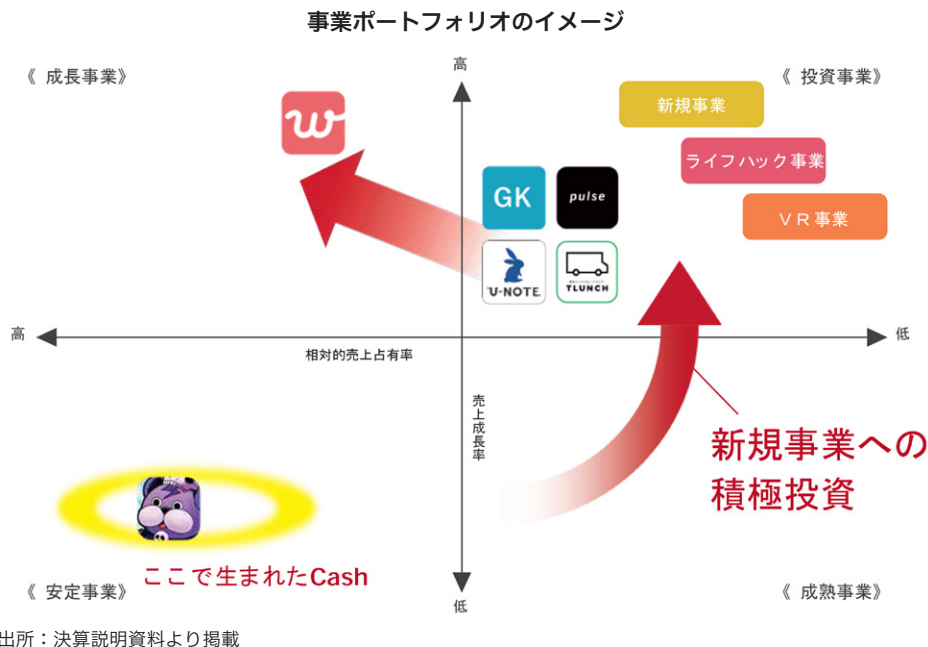 事業ポートフォリオのイメージ
《 成長事業》
高
《 投資事業》
w
新規事業
ライフハック事業
VR事業
GK
pulse
U-NOTE
TLUNCH
高
低
相対的売上占有率
売上成長率
新規事業への
積極投資
ここで生まれたCash
《 安定事業》
低
《 成熟事業》
出所：決算説明資料より掲載